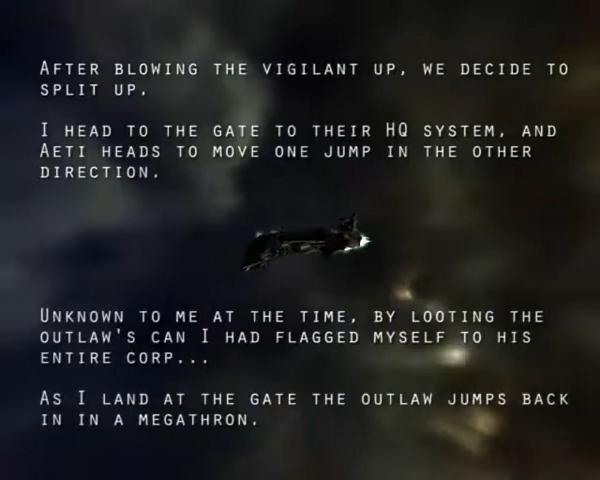 After blowing the vigilant up, we decide to
split up.
I head to the gate to their HQ system, and
Aeti heads to move one jump in the other
direction.
Unknown to me at the time, by looting the
outlaw's can I had flagged myself to his
entire corp...
As I land at the gate the outlaw jumps back
in in a megathron.